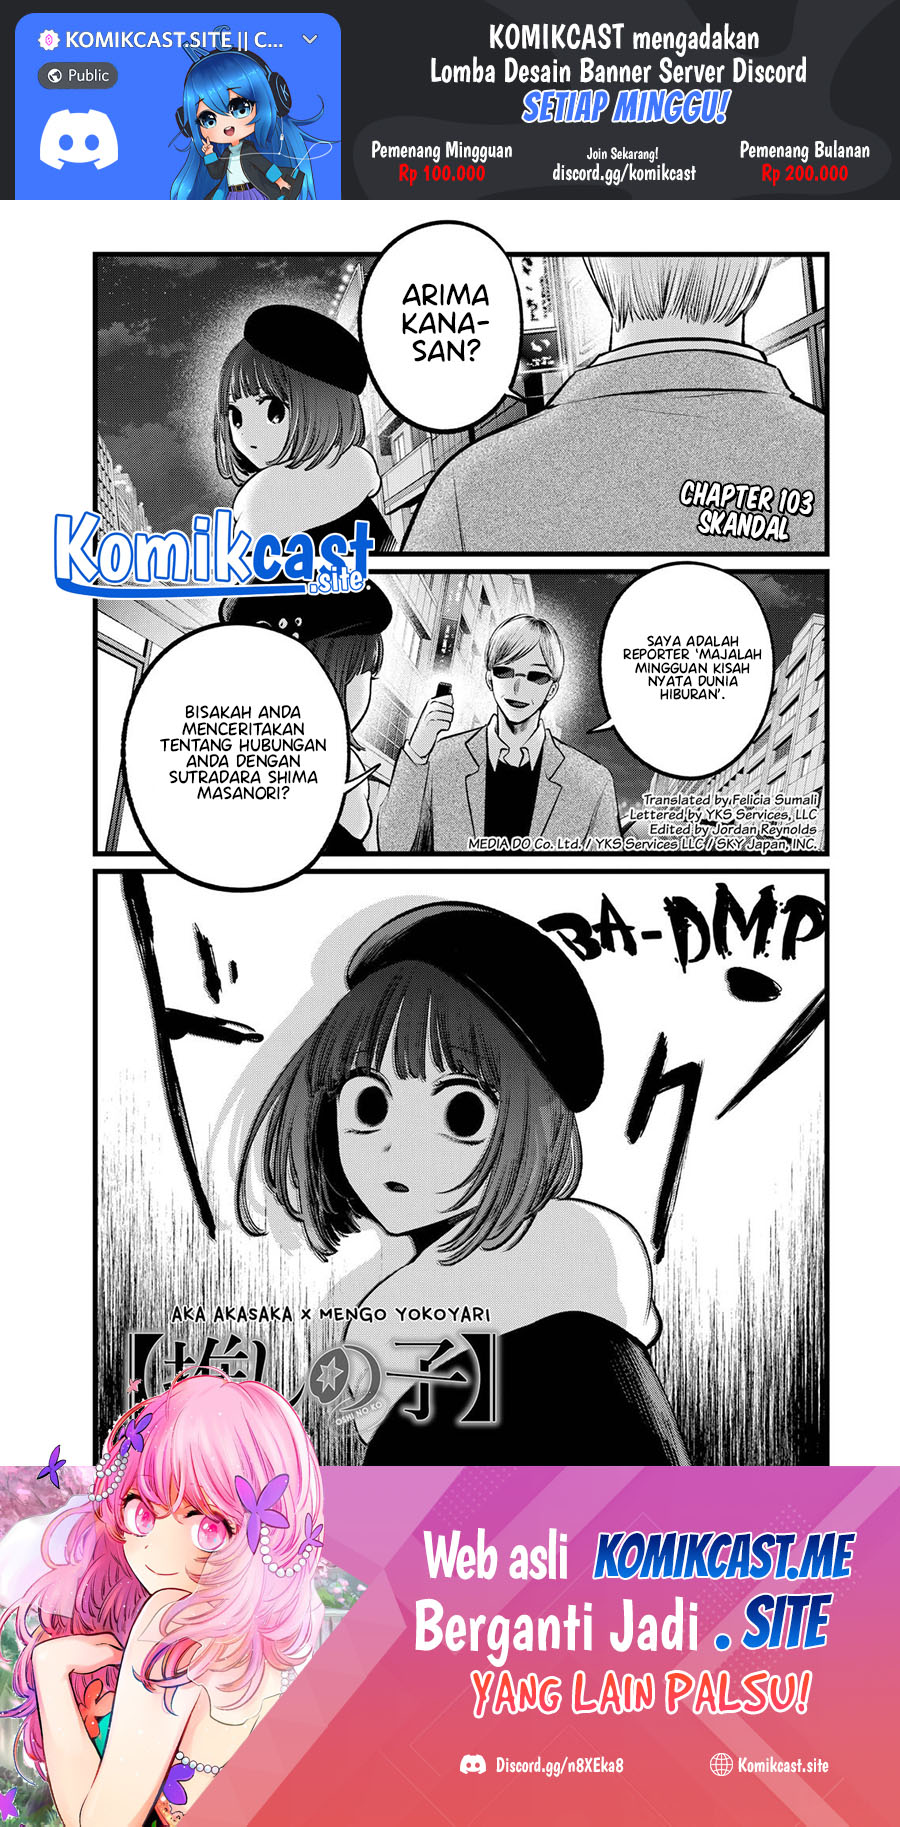 KOMIKCAST.SITE || C...
Public
KOMIKCAST mengadakan
Lomba Desain Banner Server Discord
SETIAP MINGGU!
Pemenang Mingguan
Rp 100.000
Join Sekarang!
discord.gg/komikcast
Pemenang Bulanan
Rp 200.000
ARIMA
KANA-
SAN?
CHAPTER 103
SKANDAL
Komikcast
.site
SAYA ADALAH
REPORTER 'MAJALAH
MINGGUAN KISAH
NYATA DUNIA
HIBURAN'.
BISAKAH ANDA
MENCERITAKAN
TENTANG HUBUNGAN
ANDA DENGAN
SUTRADARA SHIMA
MASANORI?
Translated by Felicia Sumali
Lettered by YKS Services, LLC
Edited by Jordan Reynolds
MEDIA DO Co. Ltd. / YKS Services LLC / SKY Japan, INC.
BA-DMP
ドクン
AKA AKASAKA x MENGO YOKOYARI
【推しの子】
OSHI NO KO
Web asli KOMIKCAST.ME
Berganti Jadi .SITE
YANG LAIN PALSU!
Discord.gg/n8XEka8
Komikcast.site